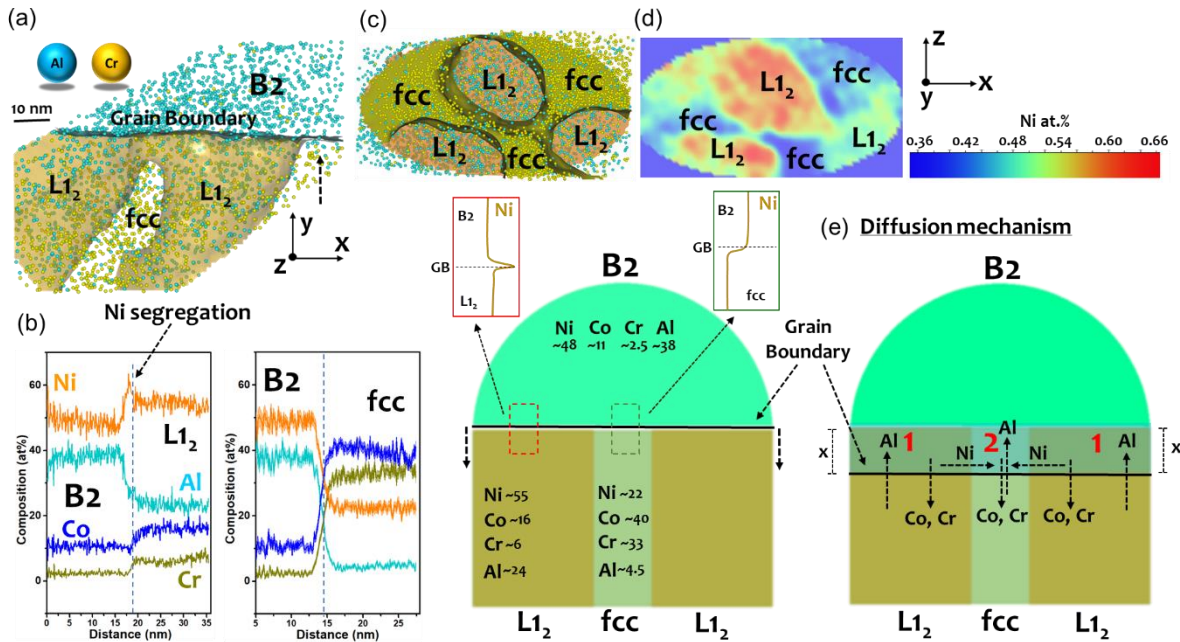 (a)
Al
Cr
B2
10 nm
Grain Boundary
L1₂
L1₂
fcc
y
z
x
(c)
fcc
L1₂
fcc
L1₂
fcc
L1₂
(d)
L1₂
fcc
fcc
L1₂
L1₂
fcc
z
y
x
Ni at.%
0.36
0.42
0.48
0.54
0.60
0.66
(b)
Ni segregation
Composition (at%)
60
40
20
0
Ni
L1₂
Al
B2
Co
Cr
0 5 10 15 20 25 30 35
Distance (nm)
60
40
20
0
B2
fcc
5 10 15 20 25
Distance (nm)
B2
Ni
GB
L1₂
B2
Ni
GB
fcc
B2
Ni Co Cr Al
~48 ~11 ~2.5 ~38
Grain
Boundary
Ni ~55
Co ~16
Cr ~6
Al ~24
Ni ~22
Co ~40
Cr ~33
Al ~4.5
L1₂
fcc
L1₂
(e) Diffusion mechanism
B2
Al
Al 1
2
1 Al
Ni
Ni
x
x
Co, Cr
Co, Cr
Co, Cr
L1₂
fcc
L1₂